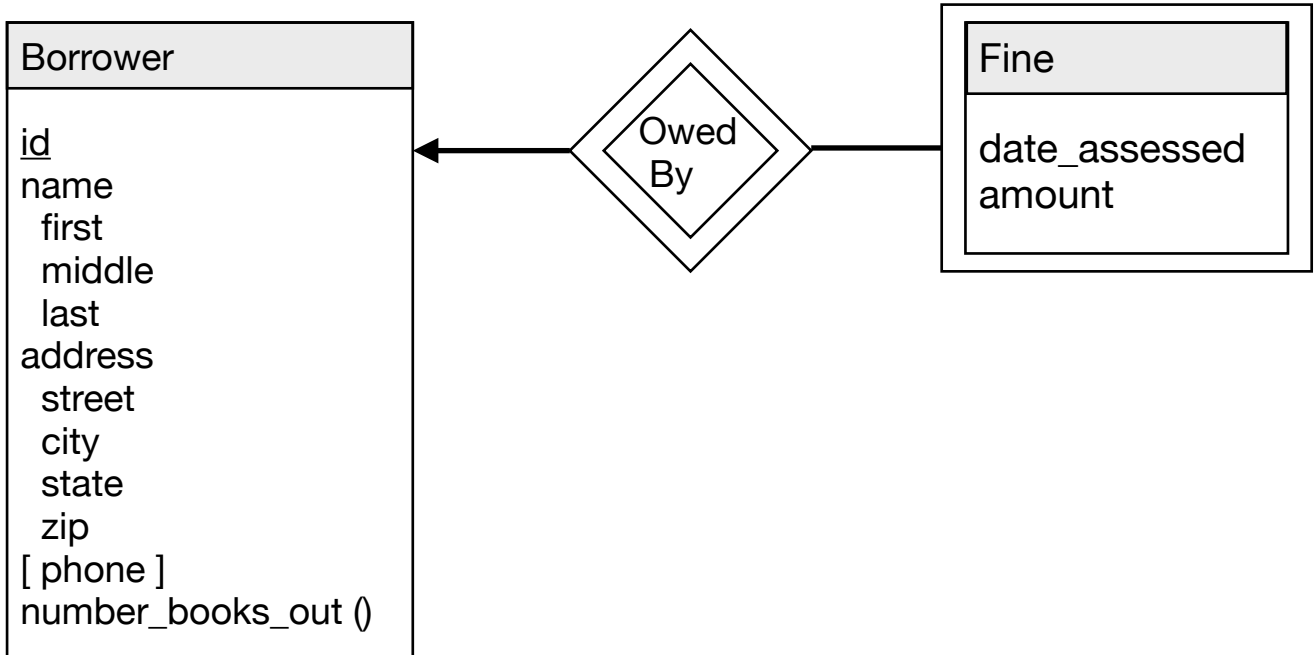 Borrower
id
name
first
middle
last
address
street
city
state
zip
[ phone ]
number_books_out ()
Owed
By
Fine
date_assessed
amount